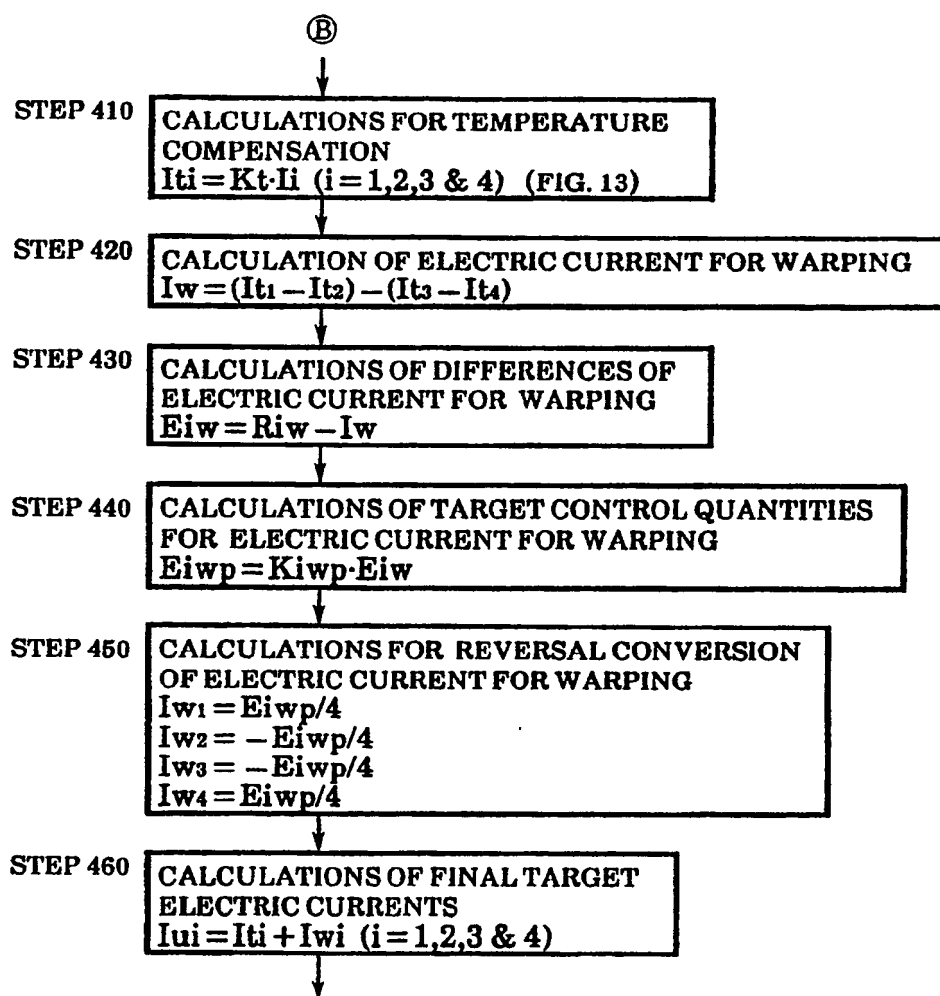 Ⓑ
STEP 410
CALCULATIONS FOR TEMPERATURE
COMPENSATION
Iti = Kt·Ii (i = 1,2,3 & 4) (FIG. 13)
STEP 420
CALCULATION OF ELECTRIC CURRENT FOR WARPING
Iw = (It1 − It2) − (It3 − It4)
STEP 430
CALCULATIONS OF DIFFERENCES OF
ELECTRIC CURRENT FOR WARPING
Eiw = Riw − Iw
STEP 440
CALCULATIONS OF TARGET CONTROL QUANTITIES
FOR ELECTRIC CURRENT FOR WARPING
Eiwp = Kiwp·Eiw
STEP 450
CALCULATIONS FOR REVERSAL CONVERSION
OF ELECTRIC CURRENT FOR WARPING
Iw1 = Eiwp/4
Iw2 = −Eiwp/4
Iw3 = −Eiwp/4
Iw4 = Eiwp/4
STEP 460
CALCULATIONS OF FINAL TARGET
ELECTRIC CURRENTS
Iui = Iti + Iwi (i = 1,2,3 & 4)